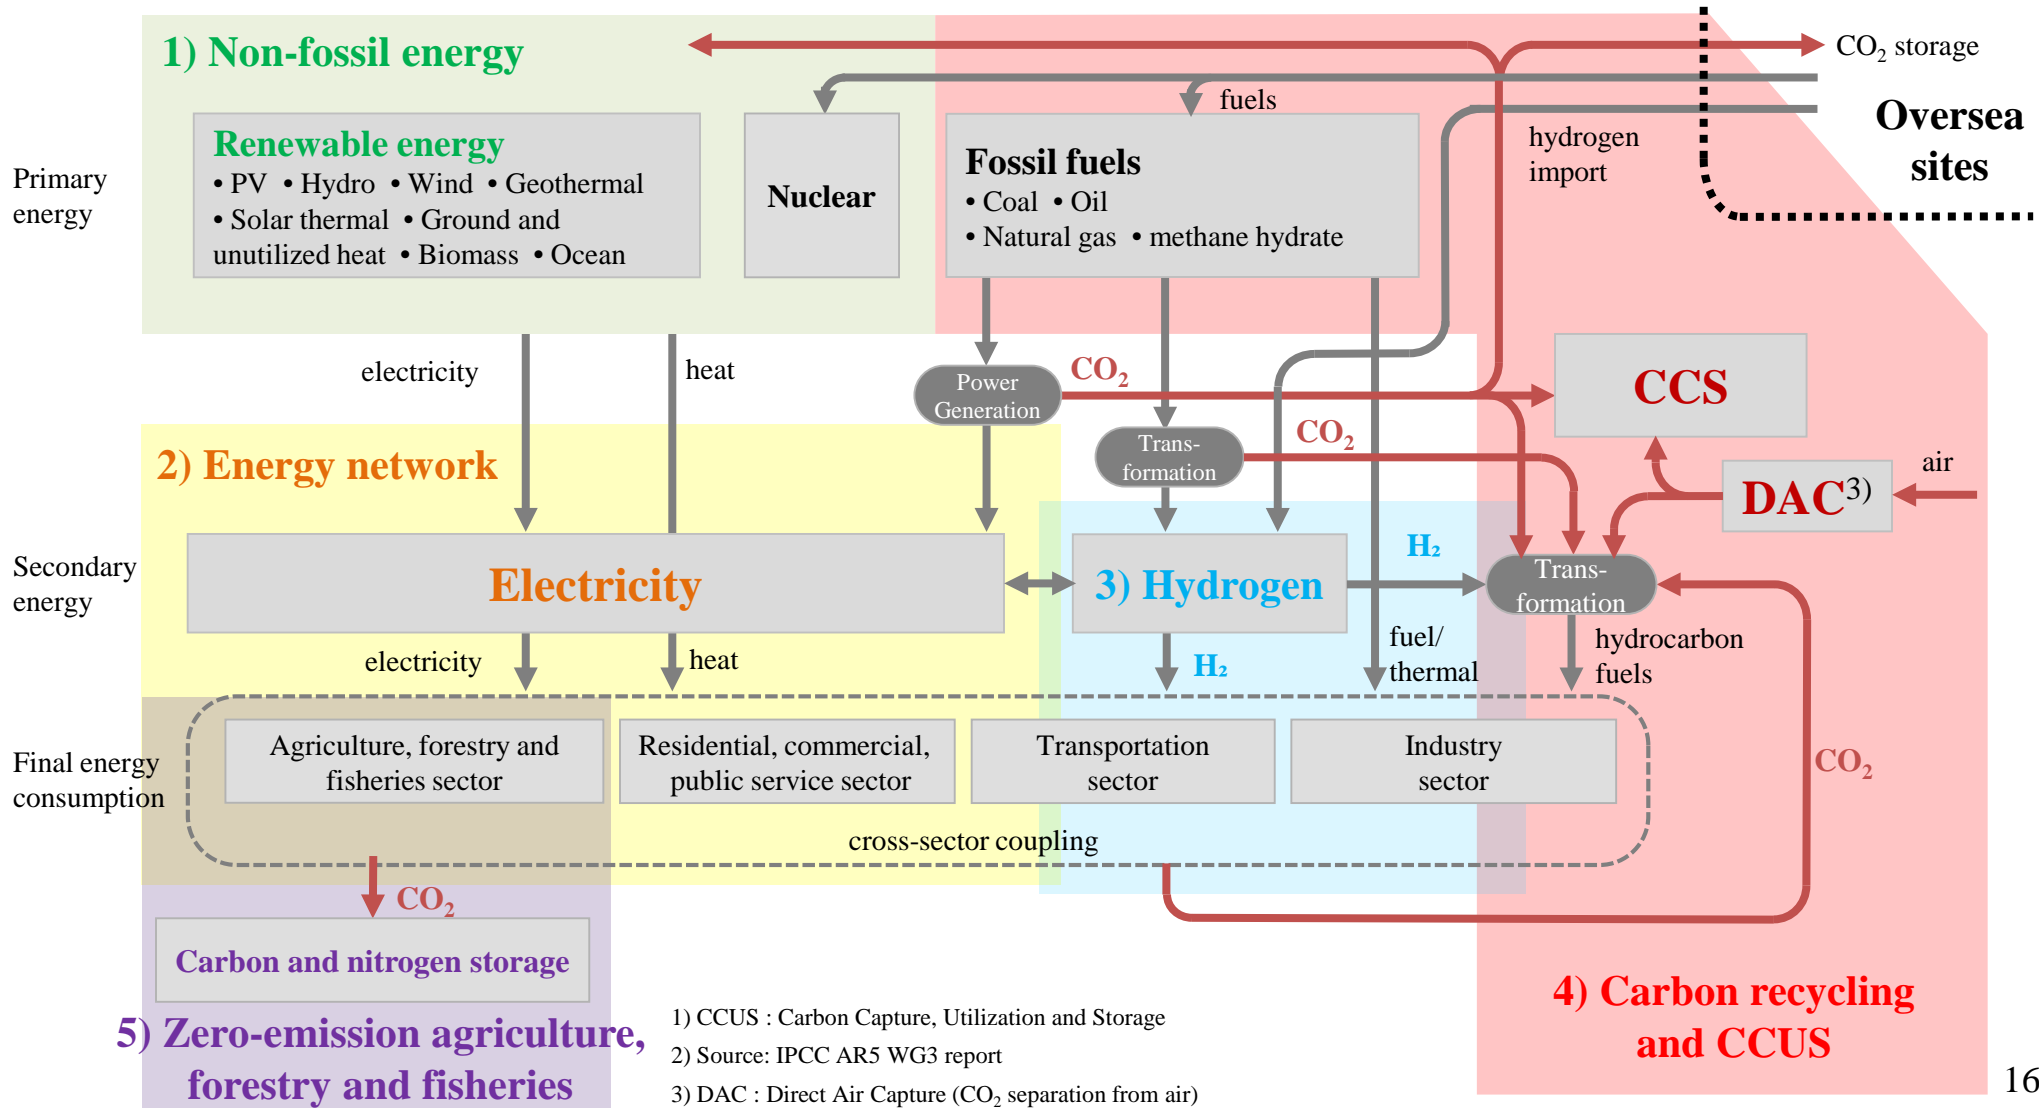 1) Non-fossil energy
CO₂ storage
fuels
Oversea
sites
hydrogen
import
Primary
energy
Renewable energy
• PV • Hydro • Wind • Geothermal
• Solar thermal • Ground and
unutilized heat • Biomass • Ocean
Nuclear
Fossil fuels
• Coal • Oil
• Natural gas • methane hydrate
electricity
heat
Power
Generation
CO₂
CCS
2) Energy network
Trans-
formation
CO₂
air
DAC3)
Secondary
energy
Electricity
3) Hydrogen
H₂
Trans-
formation
electricity
heat
H₂
fuel/
thermal
hydrocarbon
fuels
Final energy
consumption
Agriculture, forestry and
fisheries sector
Residential, commercial,
public service sector
Transportation
sector
Industry
sector
CO₂
cross-sector coupling
CO₂
Carbon and nitrogen storage
5) Zero-emission agriculture,
forestry and fisheries
4) Carbon recycling
and CCUS
1) CCUS : Carbon Capture, Utilization and Storage
2) Source: IPCC AR5 WG3 report
3) DAC : Direct Air Capture (CO₂ separation from air)
16